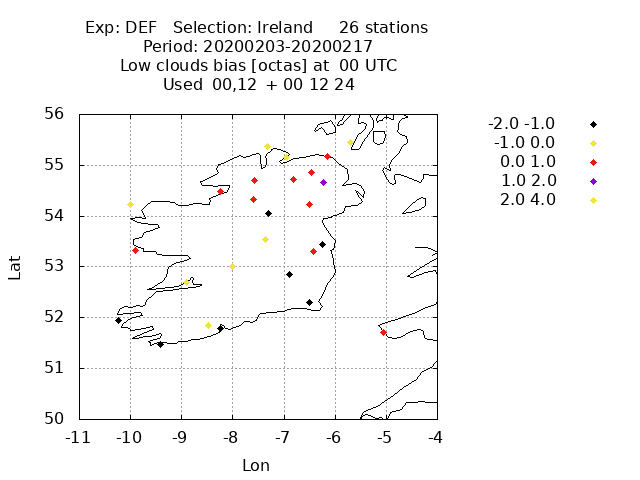 Exp: DEF   Selection: Ireland     26 stations
Period: 20200203-20200217
Low clouds bias [octas] at  00 UTC
Used  00,12  + 00 12 24
-2.0 -1.0
-1.0 0.0
0.0 1.0
1.0 2.0
2.0 4.0
56
55
54
53
52
51
50
Lat
-11 -10 -9 -8 -7 -6 -5 -4
Lon